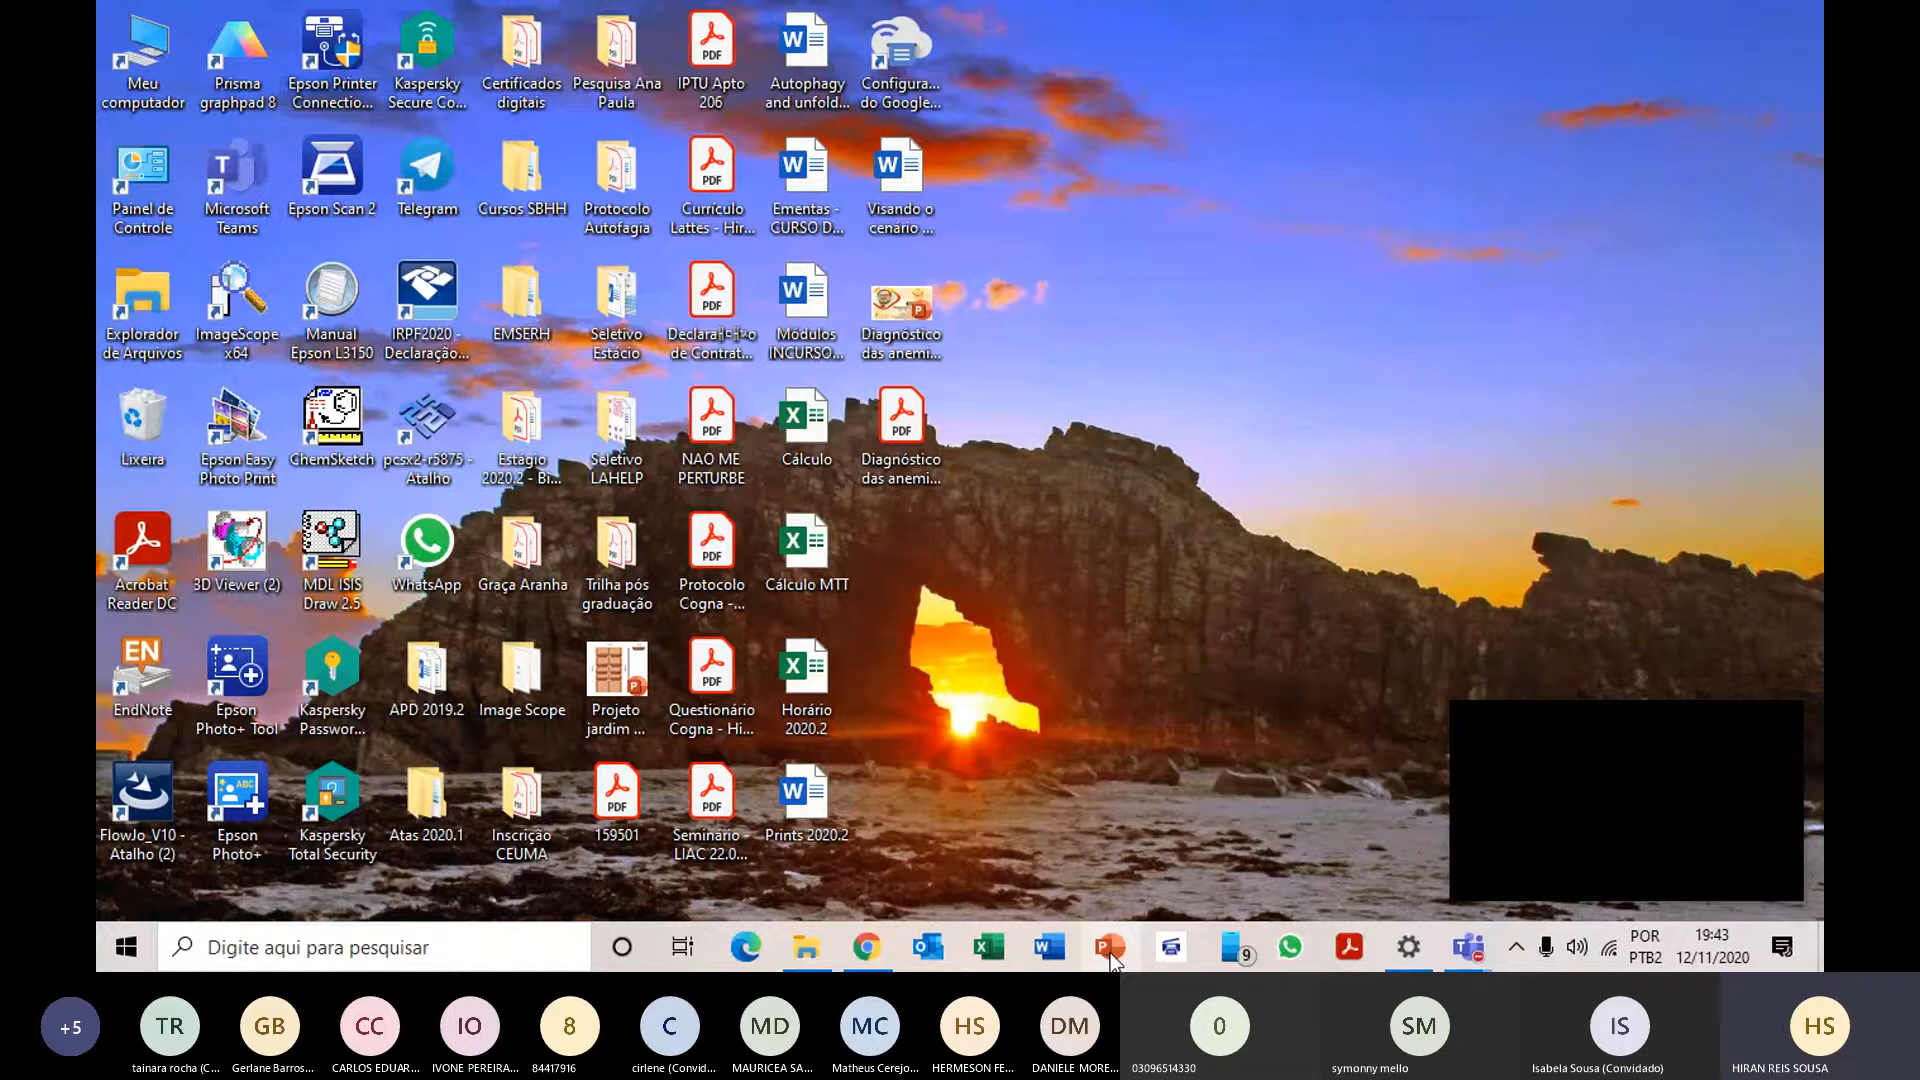 Meu
computador
Prisma
graphpad 8
Epson Printer
Connectio...
Kaspersky
Secure Co...
Certificados
digitais
Pesquisa Ana
Paula
IPTU Apto
206
Autophagy
and unfold...
Configura...
do Google...
Painel de
Controle
Microsoft
Teams
Epson Scan 2
Telegram
Cursos SBHH
Protocolo
Autofagia
Currículo
Lattes - Hir...
Ementas -
CURSO D...
Visando o
cenário ...
Explorador
de Arquivos
ImageScope
x64
Manual
Epson L3150
IRPF2020 -
Declaração...
EMSERH
Seletivo
Estácio
de Contrat...
Módulos
INCURSO...
Diagnóstico
das anemi...
Lixeira
Epson Easy
Photo Print
ChemSketch
pcsx2-r5875 -
Atalho
Estágio
2020.2 - Bi...
Seletivo
LAHELP
NAO ME
PERTURBE
Cálculo
Diagnóstico
das anemi...
Acrobat
Reader DC
3D Viewer (2)
MDL ISIS
Draw 2.5
WhatsApp
Graça Aranha
Trilha pós
graduação
Protocolo
Cogna -...
Cálculo MTT
EndNote
Epson
Photo+ Tool
Kaspersky
Passwor...
APD 2019.2
Image Scope
Projeto
jardim ...
Questionário
Cogna - Hi...
Horário
2020.2
FlowJo_V10 -
Atalho (2)
Epson
Photo+
Kaspersky
Total Security
Atas 2020.1
Inscrição
CEUMA
159501
Seminário -
LIAC 22.0...
Prints 2020.2
Digite aqui para pesquisar
9
POR
PTB2
19:43
12/11/2020
+5
TR
GB
CC
IO
8
C
MD
MC
HS
DM
0
SM
IS
HS
tainara rocha (C...
Gerlane Barros...
CARLOS EDUAR...
IVONE PEREIRA...
84417916
cirlene (Convid...
MAURICEA SA...
Matheus Cerejo...
HERMESON FE...
DANIELE MORE...
03096514330
symonny mello
Isabela Sousa (Convidado)
HIRAN REIS SOUSA